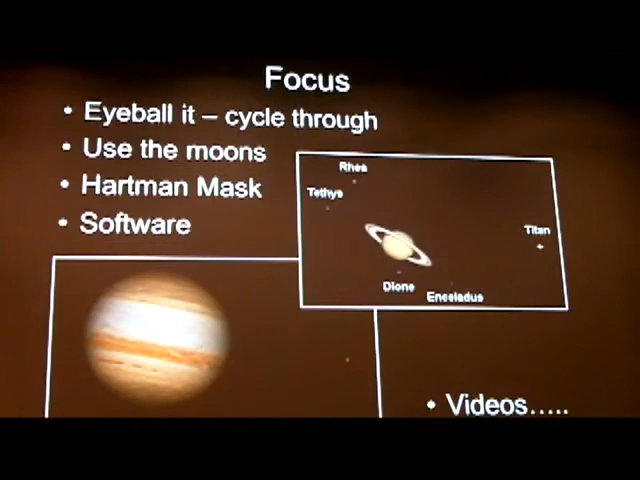 Focus
• Eyeball it – cycle through
• Use the moons
• Hartman Mask
• Software
Rhea
Tethys
Titan
Dione
Enceladus
• Videos…..